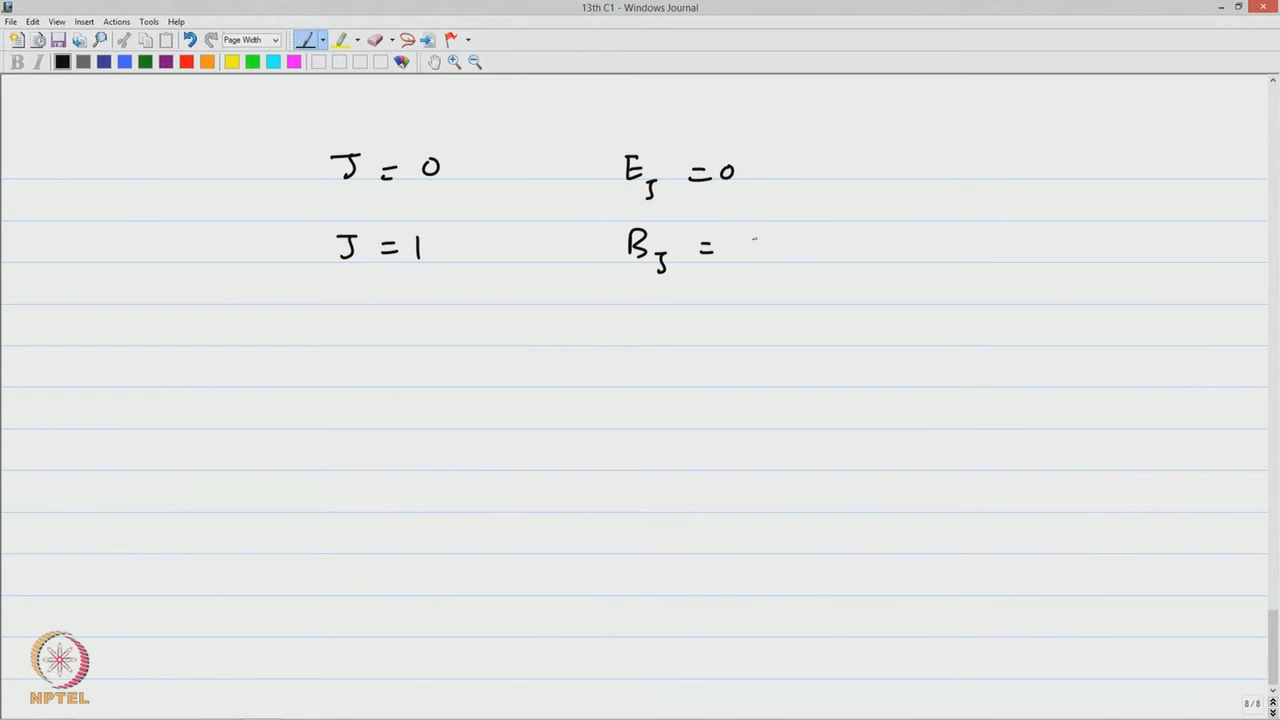 13th C1 - Windows Journal
File Edit View Insert Actions Tools Help
Page Width
B I
J = 0 E_J = 0
J = 1 B_J =
NPTEL
8/8